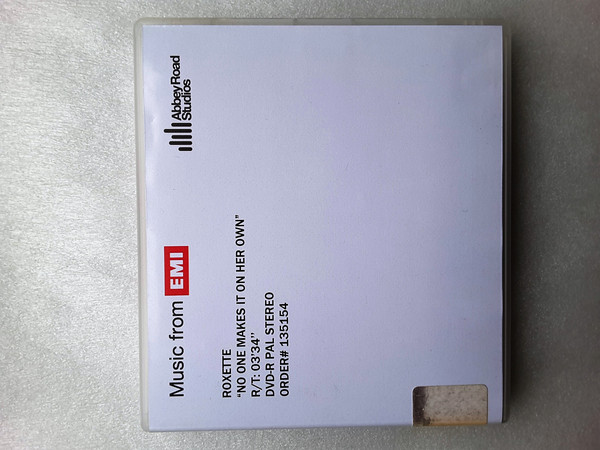 Music from EMI
Abbey Road
Studios
ROXETTE
"NO ONE MAKES IT ON HER OWN"
R/T: 03'34''
DVD-R PAL STEREO
ORDER# 135154